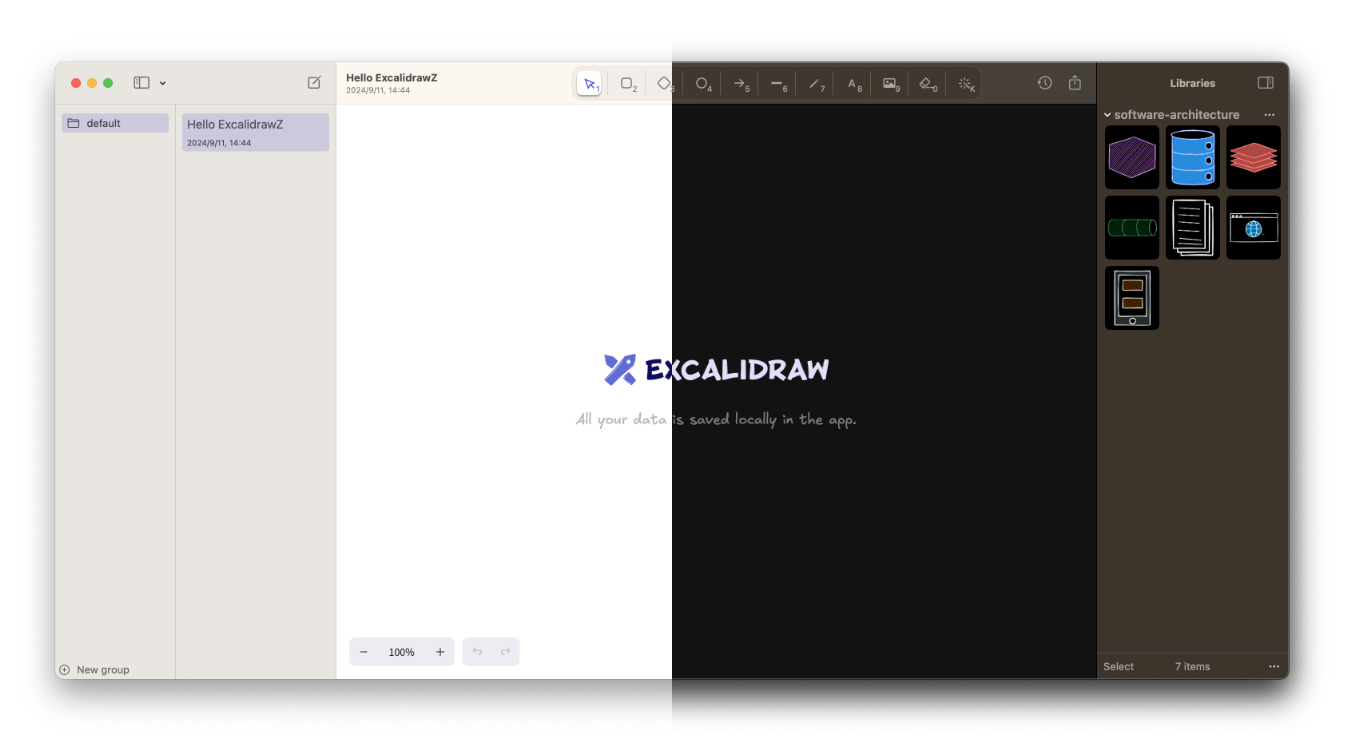 Hello ExcalidrawZ
2024/9/11, 14:44
1
2
3
4
5
6
7
A 8
9
0
K
Libraries
default
Hello ExcalidrawZ
2024/9/11, 14:44
software-architecture
EXCALIDRAW
All your data is saved locally in the app.
100%
New group
Select
7 items